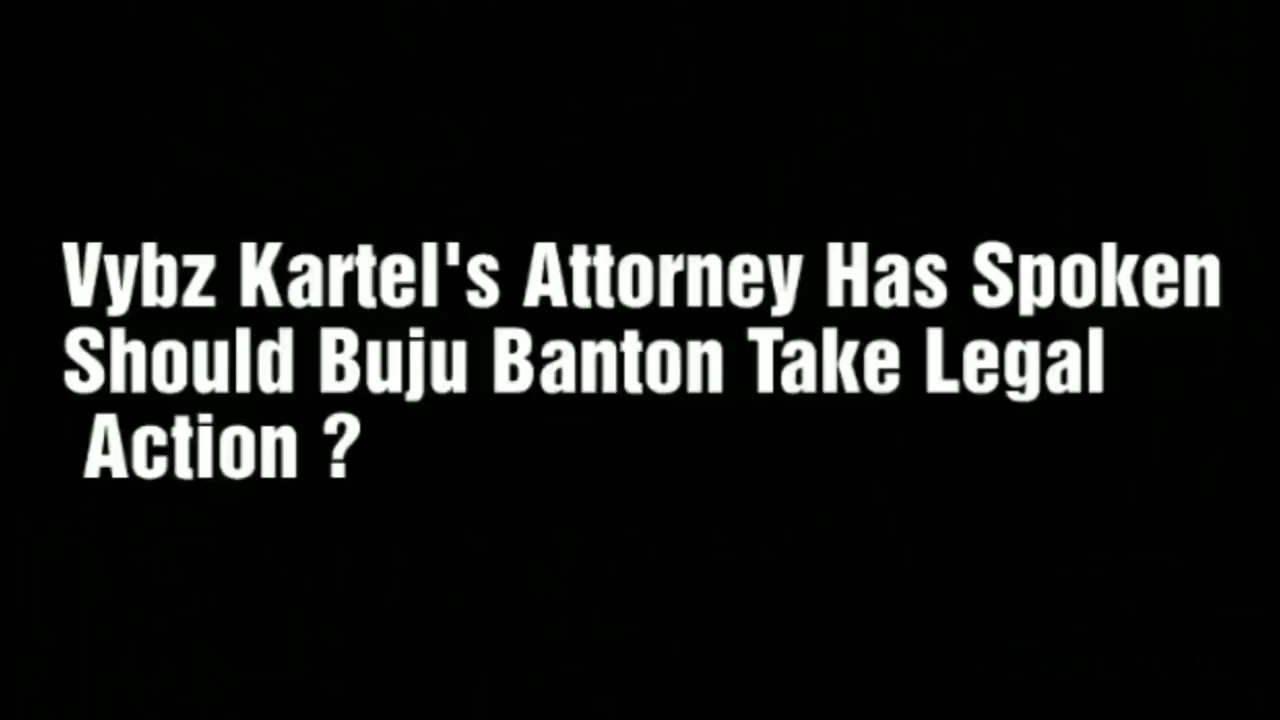 Vybz Kartel's Attorney Has Spoken
Should Buju Banton Take Legal
Action ?